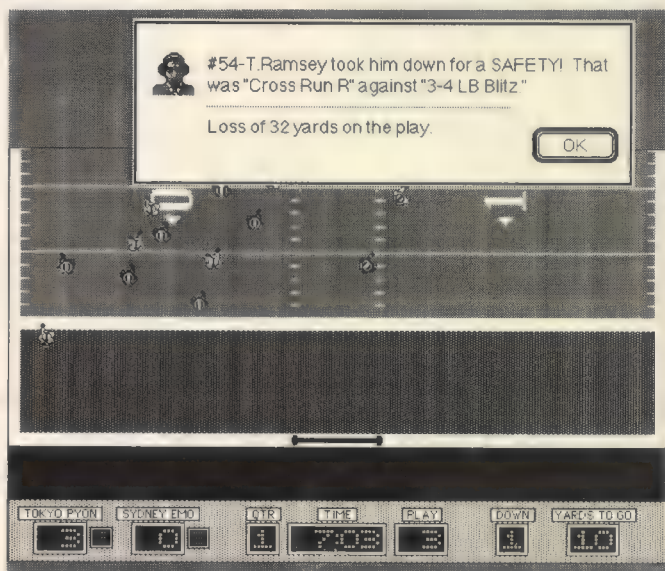 #54-T.Ramsey took him down for a SAFETY! That
was "Cross Run R" against "3-4 LB Blitz."
Loss of 32 yards on the play.
OK
TOKYO PYON SYDNEY EMO QTR TIME PLAY DOWN YARDS TO GO
3 0 1 7:03 3 1 10